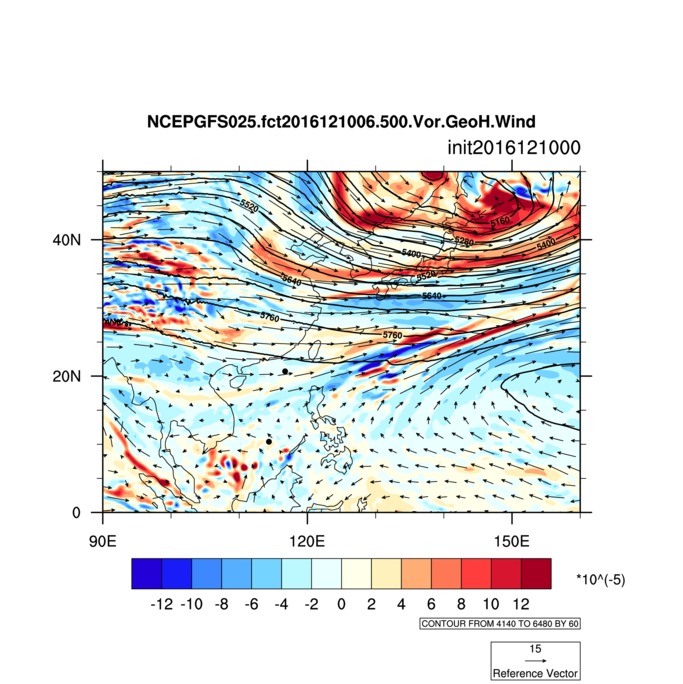 NCEPGFS025.fct2016121006.500.Vor.GeoH.Wind
init2016121000
5520
5160
5280
40N
5400
5400
5520
5640
5640
5760
5760
20N
0
90E 120E 150E
-12 -10 -8 -6 -4 -2 0 2 4 6 8 10 12
*10^(-5)
CONTOUR FROM 4140 TO 6480 BY 60
15
Reference Vector